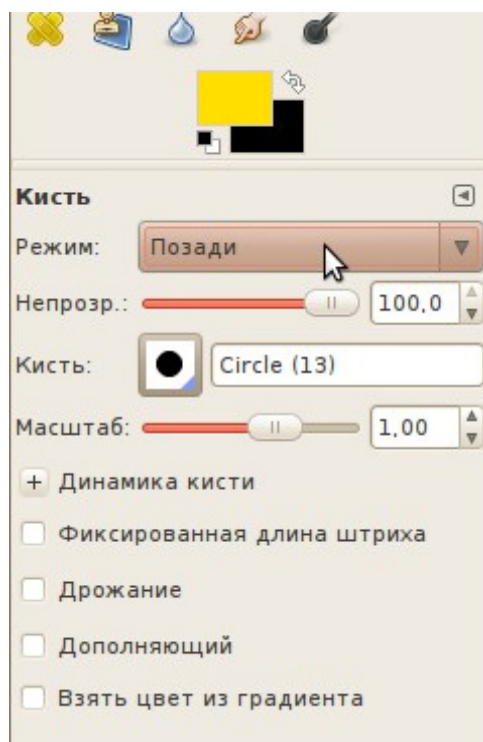 Кисть
Режим: Позади
Непрозр.: 100,0
Кисть: Circle (13)
Масштаб: 1,00
Динамика кисти
Фиксированная длина штриха
Дрожание
Дополняющий
Взять цвет из градиента